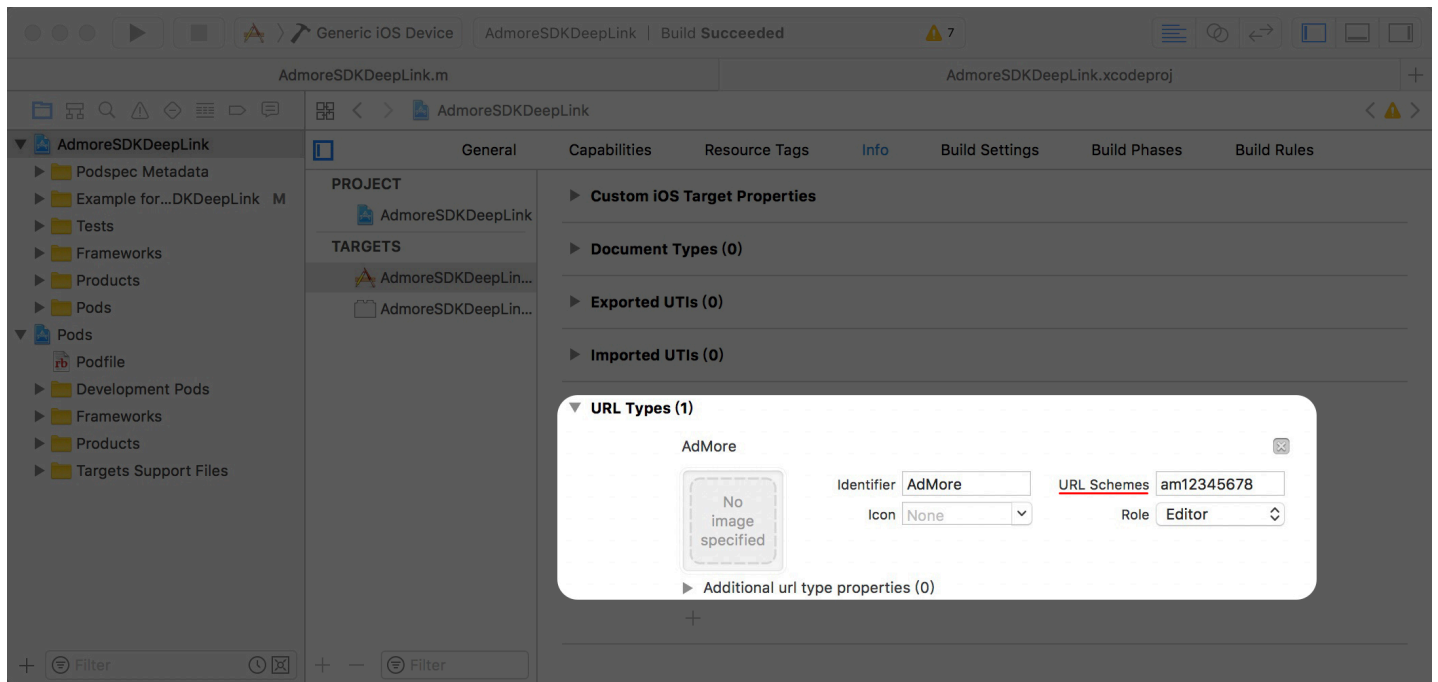 Generic iOS Device
AdmoreSDKDeepLink | Build Succeeded
7
AdmoreSDKDeepLink.m
AdmoreSDKDeepLink.xcodeproj
AdmoreSDKDeepLink
AdmoreSDKDeepLink
Podspec Metadata
Example for...DKDeepLink M
Tests
Frameworks
Products
Pods
Pods
rb Podfile
Development Pods
Frameworks
Products
Targets Support Files
Filter
General Capabilities Resource Tags Info Build Settings Build Phases Build Rules
PROJECT
AdmoreSDKDeepLink
TARGETS
AdmoreSDKDeepLin...
AdmoreSDKDeepLin...
Filter
Custom iOS Target Properties
Document Types (0)
Exported UTIs (0)
Imported UTIs (0)
URL Types (1)
AdMore
No
image
specified
Identifier AdMore
URL Schemes am12345678
Icon None
Role Editor
Additional url type properties (0)